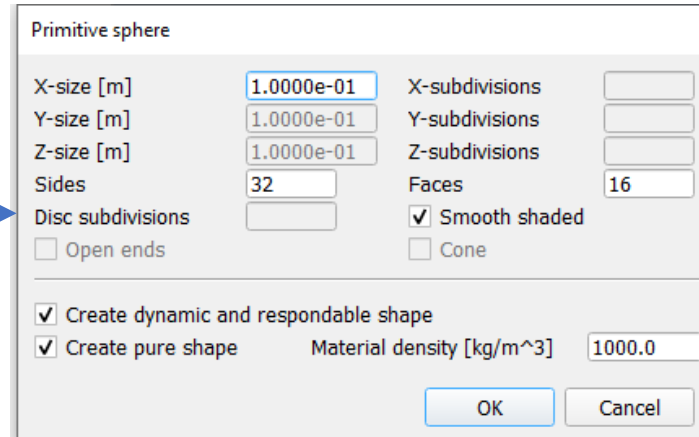 Primitive sphere
X-size [m] 1.0000e-01 X-subdivisions
Y-size [m] 1.0000e-01 Y-subdivisions
Z-size [m] 1.0000e-01 Z-subdivisions
Sides 32 Faces 16
Disc subdivisions Smooth shaded
Open ends Cone
Create dynamic and respondable shape
Create pure shape Material density [kg/m^3] 1000.0
OK Cancel